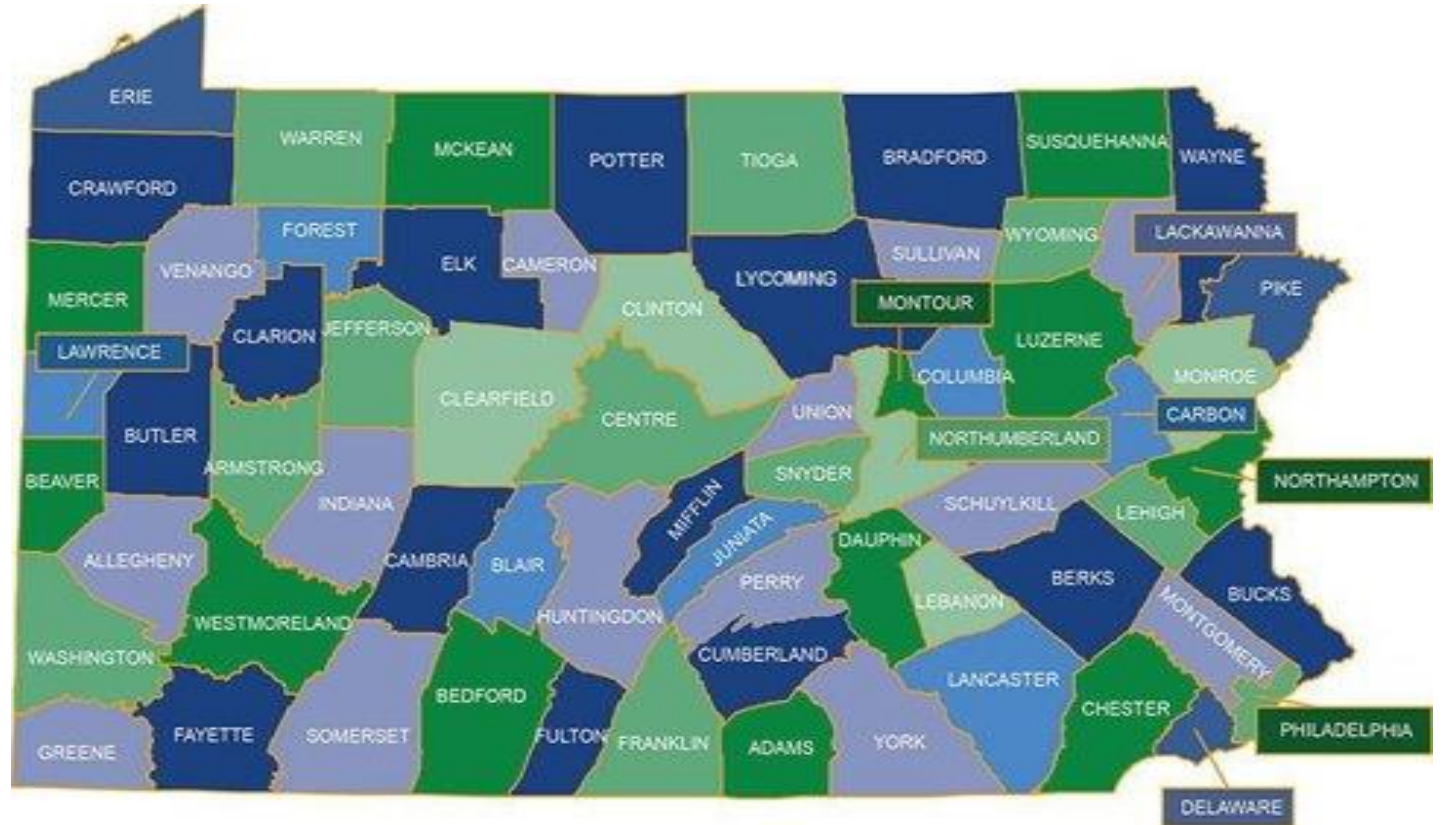 ERIE
WARREN
MCKEAN
POTTER
TIOGA
BRADFORD
SUSQUEHANNA
WAYNE
CRAWFORD
FOREST
VENANGO
ELK
CAMERON
LYCOMING
SULLIVAN
WYOMING
LACKAWANNA
MERCER
CLARION
JEFFERSON
CLINTON
MONTOUR
LUZERNE
PIKE
LAWRENCE
CLEARFIELD
COLUMBIA
MONROE
BUTLER
CENTRE
UNION
NORTHUMBERLAND
CARBON
BEAVER
ARMSTRONG
INDIANA
SNYDER
NORTHAMPTON
ALLEGHENY
CAMBRIA
BLAIR
MIFFLIN
JUNIATA
DAUPHIN
SCHUYLKILL
LEHIGH
WASHINGTON
WESTMORELAND
HUNTINGDON
PERRY
LEBANON
BERKS
BUCKS
MONTGOMERY
CUMBERLAND
LANCASTER
CHESTER
PHILADELPHIA
GREENE
FAYETTE
SOMERSET
BEDFORD
FULTON
FRANKLIN
ADAMS
YORK
DELAWARE